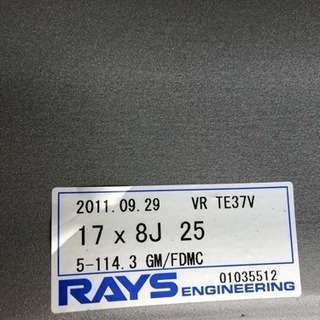 2011.09.29 VR TE37V
17 x 8J 25
5-114.3 GM/FDMC
01035512
RAYS ENGINEERING